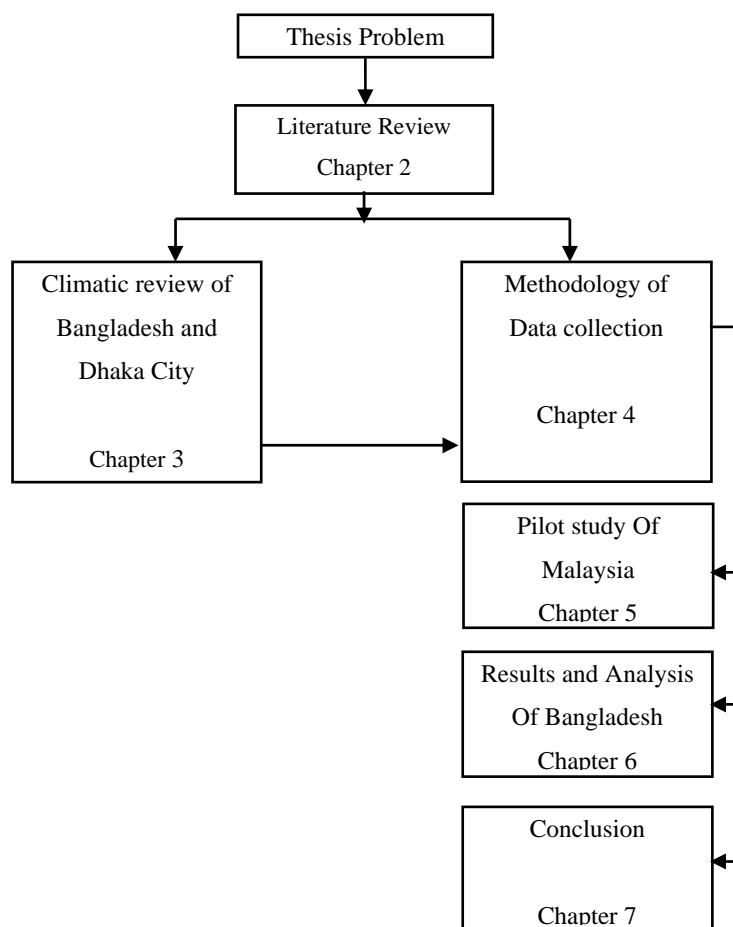 Thesis Problem
Literature Review
Chapter 2
Climatic review of
Bangladesh and
Dhaka City
Chapter 3
Methodology of
Data collection
Chapter 4
Pilot study Of
Malaysia
Chapter 5
Results and Analysis
Of Bangladesh
Chapter 6
Conclusion
Chapter 7